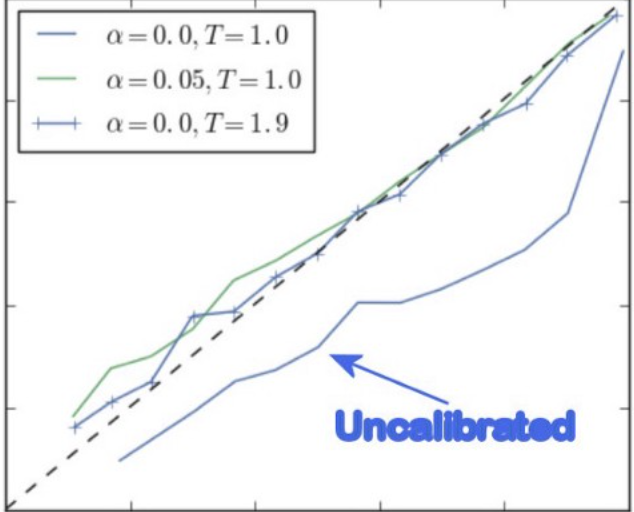 α=0.0,T=1.0
α=0.05,T=1.0
α=0.0,T=1.9
Uncalibrated